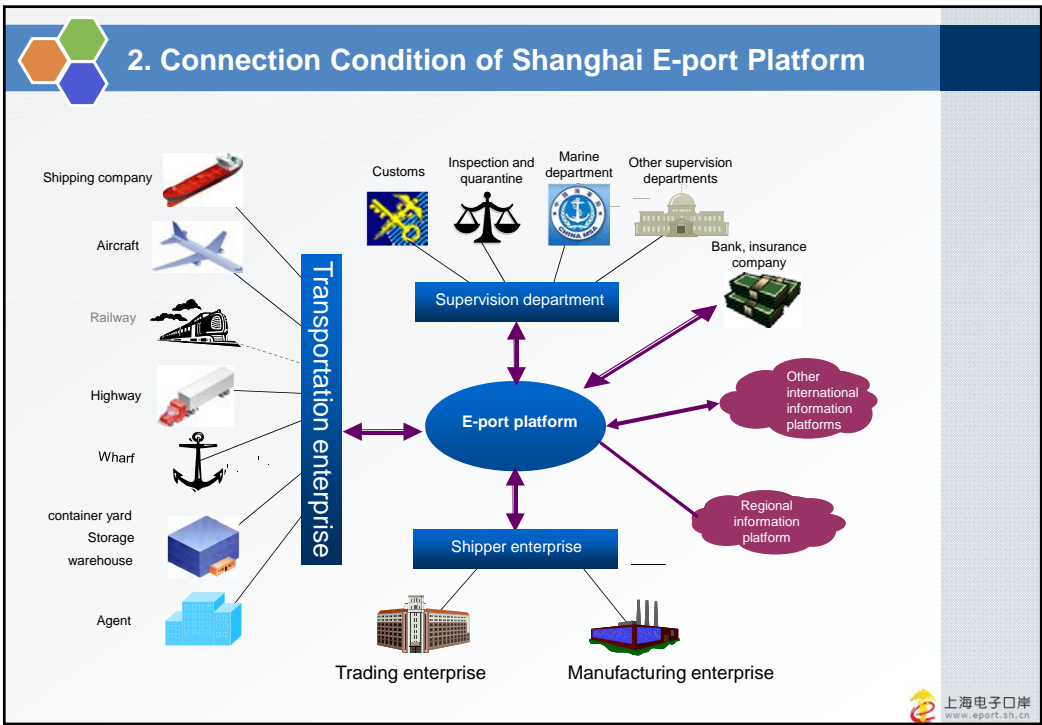 2. Connection Condition of Shanghai E-port Platform
Shipping company
Aircraft
Railway
Highway
Wharf
container yard
Storage
warehouse
Agent
Transportation enterprise
Customs
Inspection and
quarantine
Marine
department
Other supervision
departments
CHINA MSA
Supervision department
Bank, insurance
company
E-port platform
Other
international
information
platforms
Regional
information
platform
Shipper enterprise
Trading enterprise
Manufacturing enterprise
上海电子口岸
www.eport.sh.cn